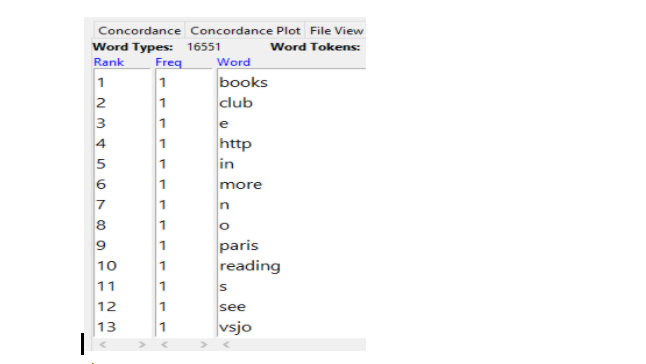 Concordance Concordance Plot File View
Word Types: 16551 Word Tokens:
Rank Freq Word
1 1 books
2 1 club
3 1 e
4 1 http
5 1 in
6 1 more
7 1 n
8 1 o
9 1 paris
10 1 reading
11 1 s
12 1 see
13 1 vsjo